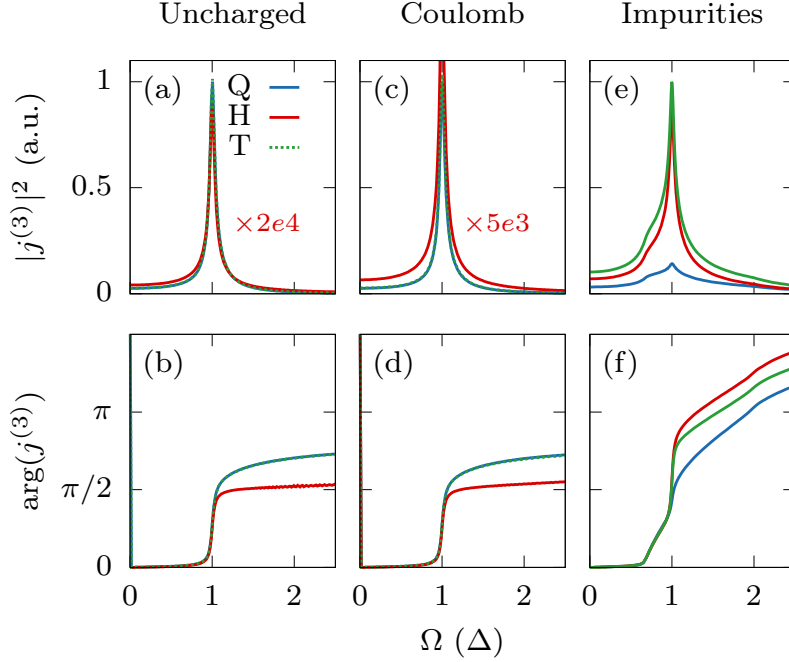 Uncharged Coulomb Impurities
|j^(3)|^2 (a.u.)
1
0.5
0
(a)
Q
H
T
×2e4
(c)
×5e3
(e)
arg(j^(3))
π
π/2
0
(b)
(d)
(f)
0 1 2 0 1 2 0 1 2
Ω (Δ)